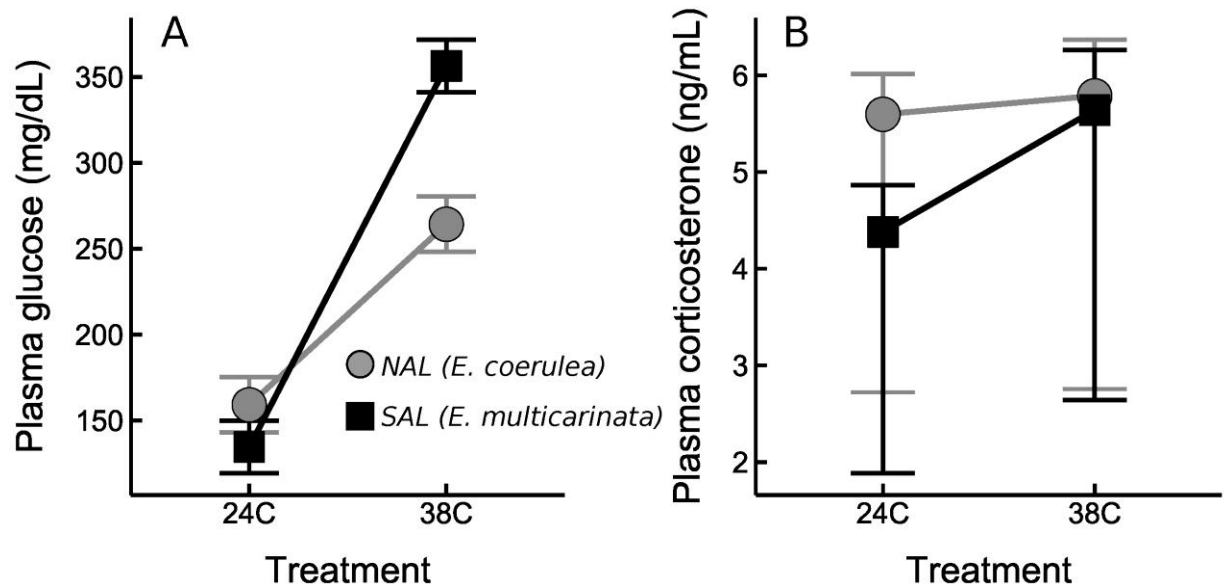 A
Plasma glucose (mg/dL)
350
300
250
200
150
NAL (E. coerulea)
SAL (E. multicarinata)
24C
38C
Treatment
B
Plasma corticosterone (ng/mL)
6
5
4
3
2
24C
38C
Treatment